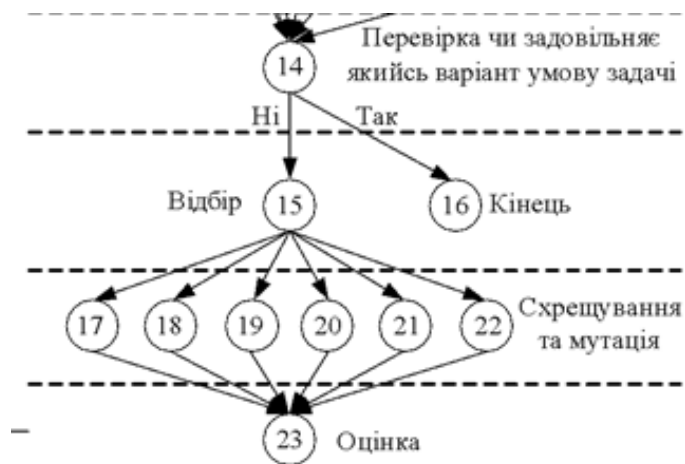 Перевірка чи задовільняє
14
якийсь варіант умову задачі
Ні
Так
Відбір
15
16
Кінець
17
18
19
20
21
22
Схрещування
та мутація
23
Оцінка